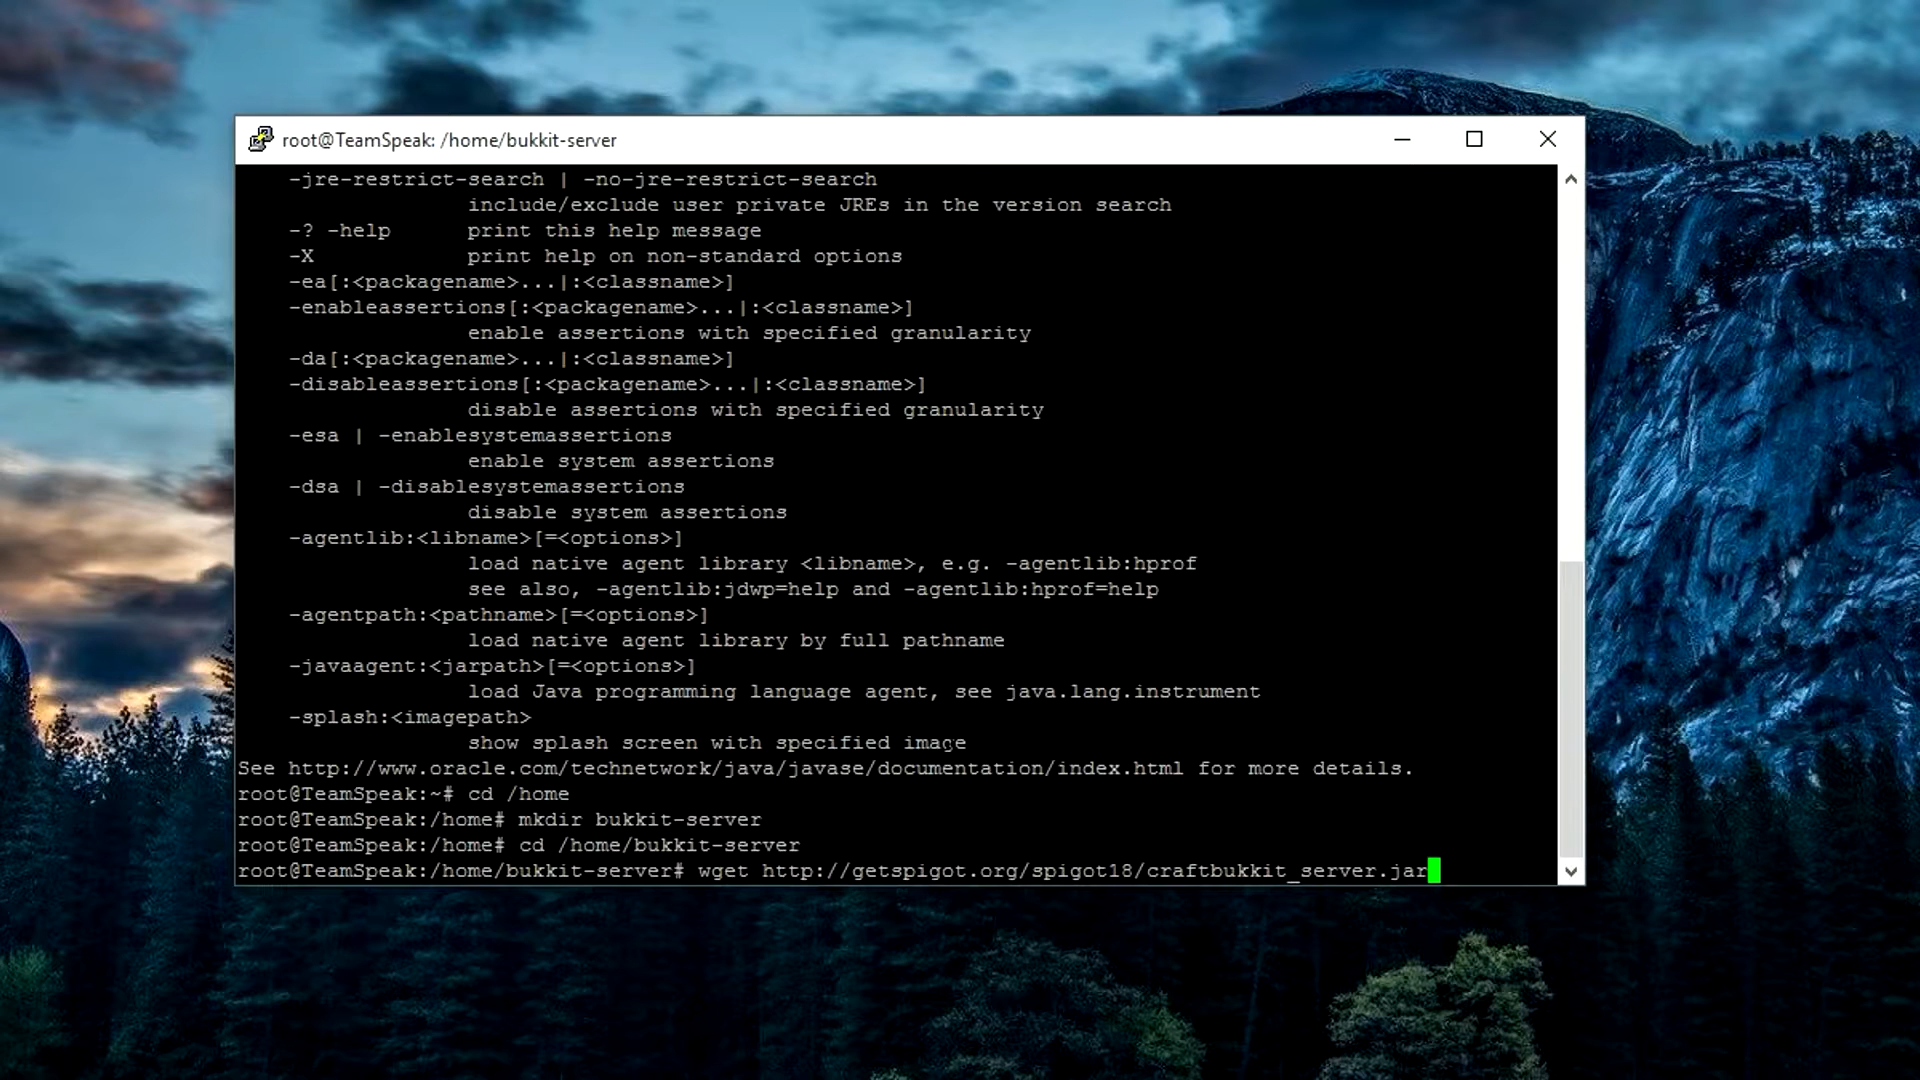 root@TeamSpeak: /home/bukkit-server
-jre-restrict-search | -no-jre-restrict-search
include/exclude user private JREs in the version search
-? -help      print this help message
-X            print help on non-standard options
-ea[:<packagename>...|:<classname>]
-enableassertions[:<packagename>...|:<classname>]
enable assertions with specified granularity
-da[:<packagename>...|:<classname>]
-disableassertions[:<packagename>...|:<classname>]
disable assertions with specified granularity
-esa | -enablesystemassertions
enable system assertions
-dsa | -disablesystemassertions
disable system assertions
-agentlib:<libname>[=<options>]
load native agent library <libname>, e.g. -agentlib:hprof
see also, -agentlib:jdwp=help and -agentlib:hprof=help
-agentpath:<pathname>[=<options>]
load native agent library by full pathname
-javaagent:<jarpath>[=<options>]
load Java programming language agent, see java.lang.instrument
-splash:<imagepath>
show splash screen with specified image
See http://www.oracle.com/technetwork/java/javase/documentation/index.html for more details.
root@TeamSpeak:~# cd /home
root@TeamSpeak:/home# mkdir bukkit-server
root@TeamSpeak:/home# cd /home/bukkit-server
root@TeamSpeak:/home/bukkit-server# wget http://getspigot.org/spigot18/craftbukkit_server.jar